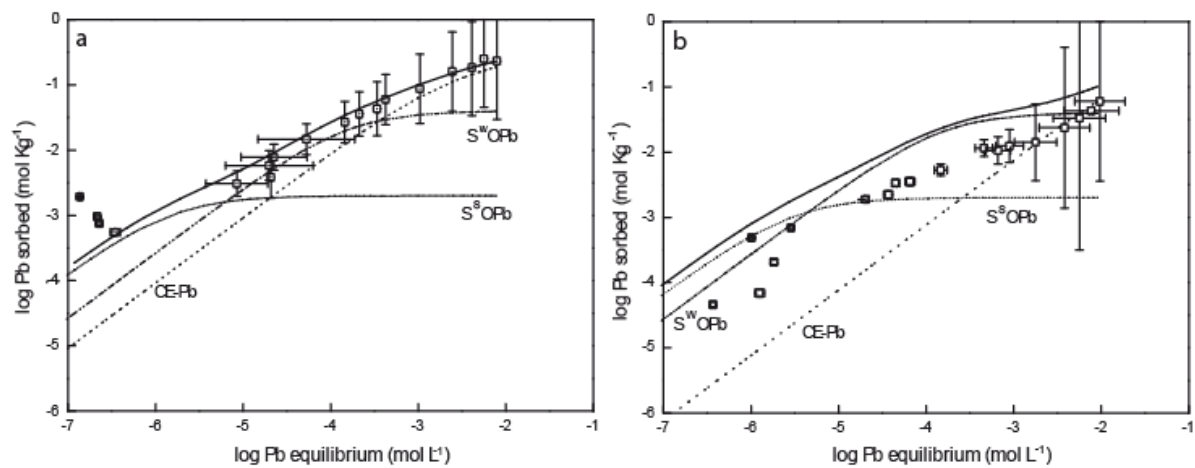 a
0
-1
-2
-3
-4
-5
-6
log Pb sorbed (mol Kg⁻¹)
SʷOPb
SˢOPb
CE-Pb
-7 -6 -5 -4 -3 -2 -1
log Pb equilibrium (mol L⁻¹)
b
0
-1
-2
-3
-4
-5
-6
log Pb sorbed (mol Kg⁻¹)
SˢOPb
SʷOPb
CE-Pb
-7 -6 -5 -4 -3 -2 -1
log Pb equilibrium (mol L⁻¹)